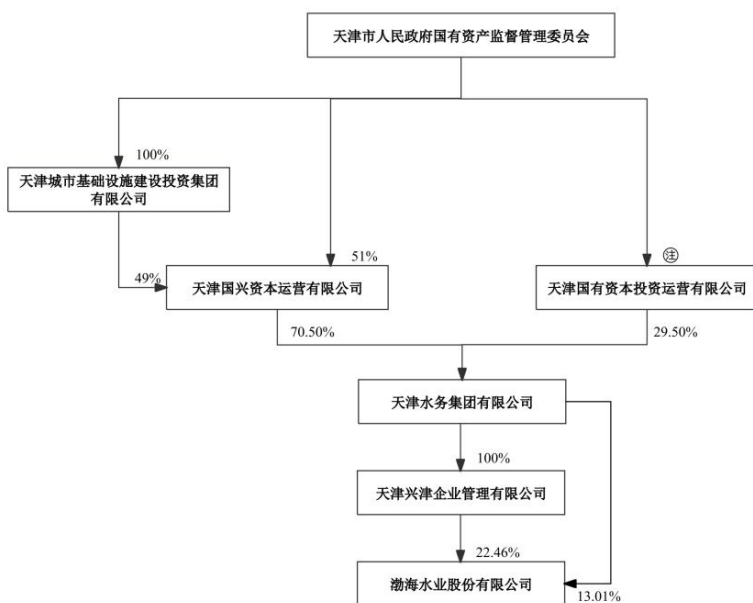 天津市人民政府国有资产监督管理委员会
100%
天津城市基础设施建设投资集团
有限公司
51%
㊟
49%
天津国兴资本运营有限公司
天津国有资本投资运营有限公司
70.50%
29.50%
天津水务集团有限公司
100%
天津兴津企业管理有限公司
22.46%
渤海水业股份有限公司
13.01%